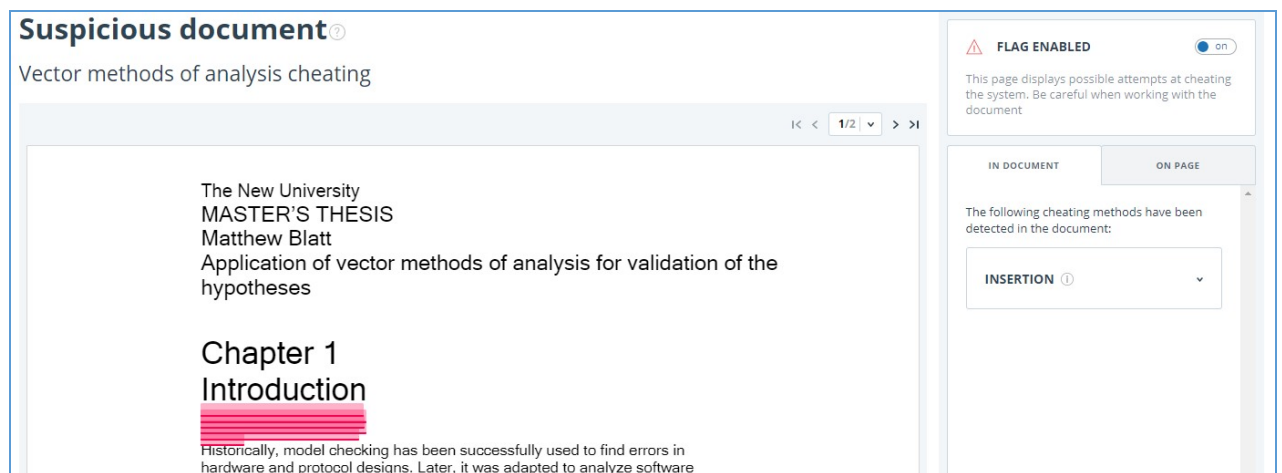 Suspicious document
Vector methods of analysis cheating
1/2
The New University
MASTER'S THESIS
Matthew Blatt
Application of vector methods of analysis for validation of the
hypotheses
Chapter 1
Introduction
Historically, model checking has been successfully used to find errors in
hardware and protocol designs. Later, it was adapted to analyze software
FLAG ENABLED
on
This page displays possible attempts at cheating
the system. Be careful when working with the
document
IN DOCUMENT
ON PAGE
The following cheating methods have been
detected in the document:
INSERTION